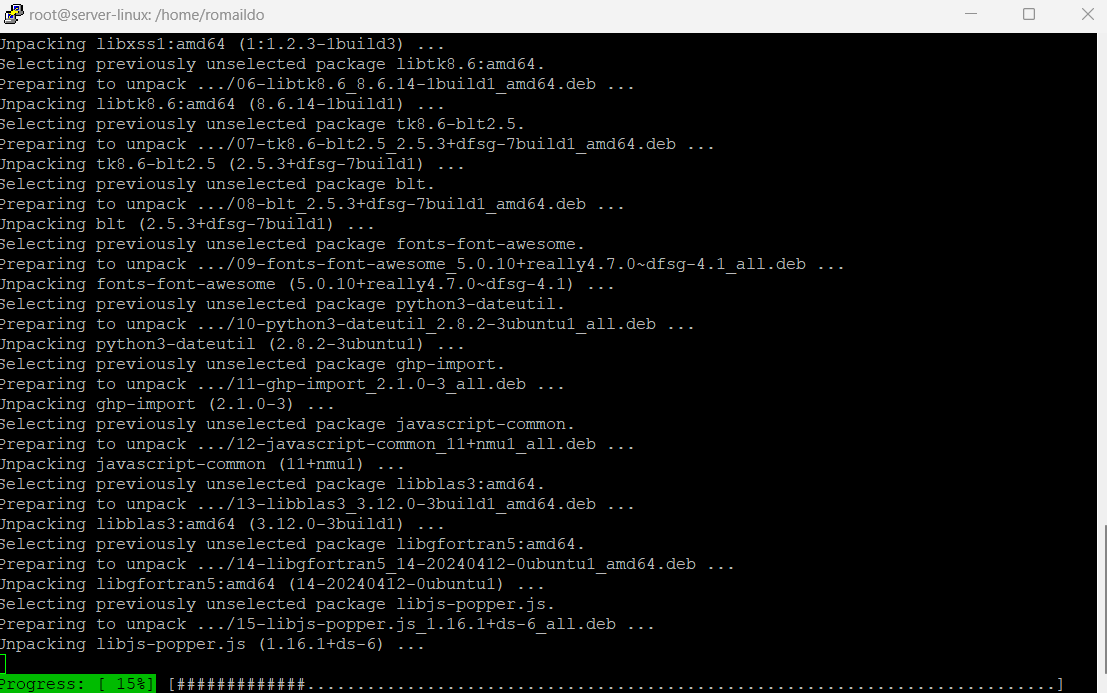 root@server-linux: /home/romaildo
Unpacking libxss1:amd64 (1:1.2.3-1build3) ...
Selecting previously unselected package libtk8.6:amd64.
Preparing to unpack .../06-libtk8.6_8.6.14-1build1_amd64.deb ...
Unpacking libtk8.6:amd64 (8.6.14-1build1) ...
Selecting previously unselected package tk8.6-blt2.5.
Preparing to unpack .../07-tk8.6-blt2.5_2.5.3+dfsg-7build1_amd64.deb ...
Unpacking tk8.6-blt2.5 (2.5.3+dfsg-7build1) ...
Selecting previously unselected package blt.
Preparing to unpack .../08-blt_2.5.3+dfsg-7build1_amd64.deb ...
Unpacking blt (2.5.3+dfsg-7build1) ...
Selecting previously unselected package fonts-font-awesome.
Preparing to unpack .../09-fonts-font-awesome_5.0.10+really4.7.0~dfsg-4.1_all.deb ...
Unpacking fonts-font-awesome (5.0.10+really4.7.0~dfsg-4.1) ...
Selecting previously unselected package python3-dateutil.
Preparing to unpack .../10-python3-dateutil_2.8.2-3ubuntu1_all.deb ...
Unpacking python3-dateutil (2.8.2-3ubuntu1) ...
Selecting previously unselected package ghp-import.
Preparing to unpack .../11-ghp-import_2.1.0-3_all.deb ...
Unpacking ghp-import (2.1.0-3) ...
Selecting previously unselected package javascript-common.
Preparing to unpack .../12-javascript-common_11+nmu1_all.deb ...
Unpacking javascript-common (11+nmu1) ...
Selecting previously unselected package libblas3:amd64.
Preparing to unpack .../13-libblas3_3.12.0-3build1_amd64.deb ...
Unpacking libblas3:amd64 (3.12.0-3build1) ...
Selecting previously unselected package libgfortran5:amd64.
Preparing to unpack .../14-libgfortran5_14-20240412-0ubuntu1_amd64.deb ...
Unpacking libgfortran5:amd64 (14-20240412-0ubuntu1) ...
Selecting previously unselected package libjs-popper.js.
Preparing to unpack .../15-libjs-popper.js_1.16.1+ds-6_all.deb ...
Unpacking libjs-popper.js (1.16.1+ds-6) ...
Progress: [ 15%] [#############...........................................................................]